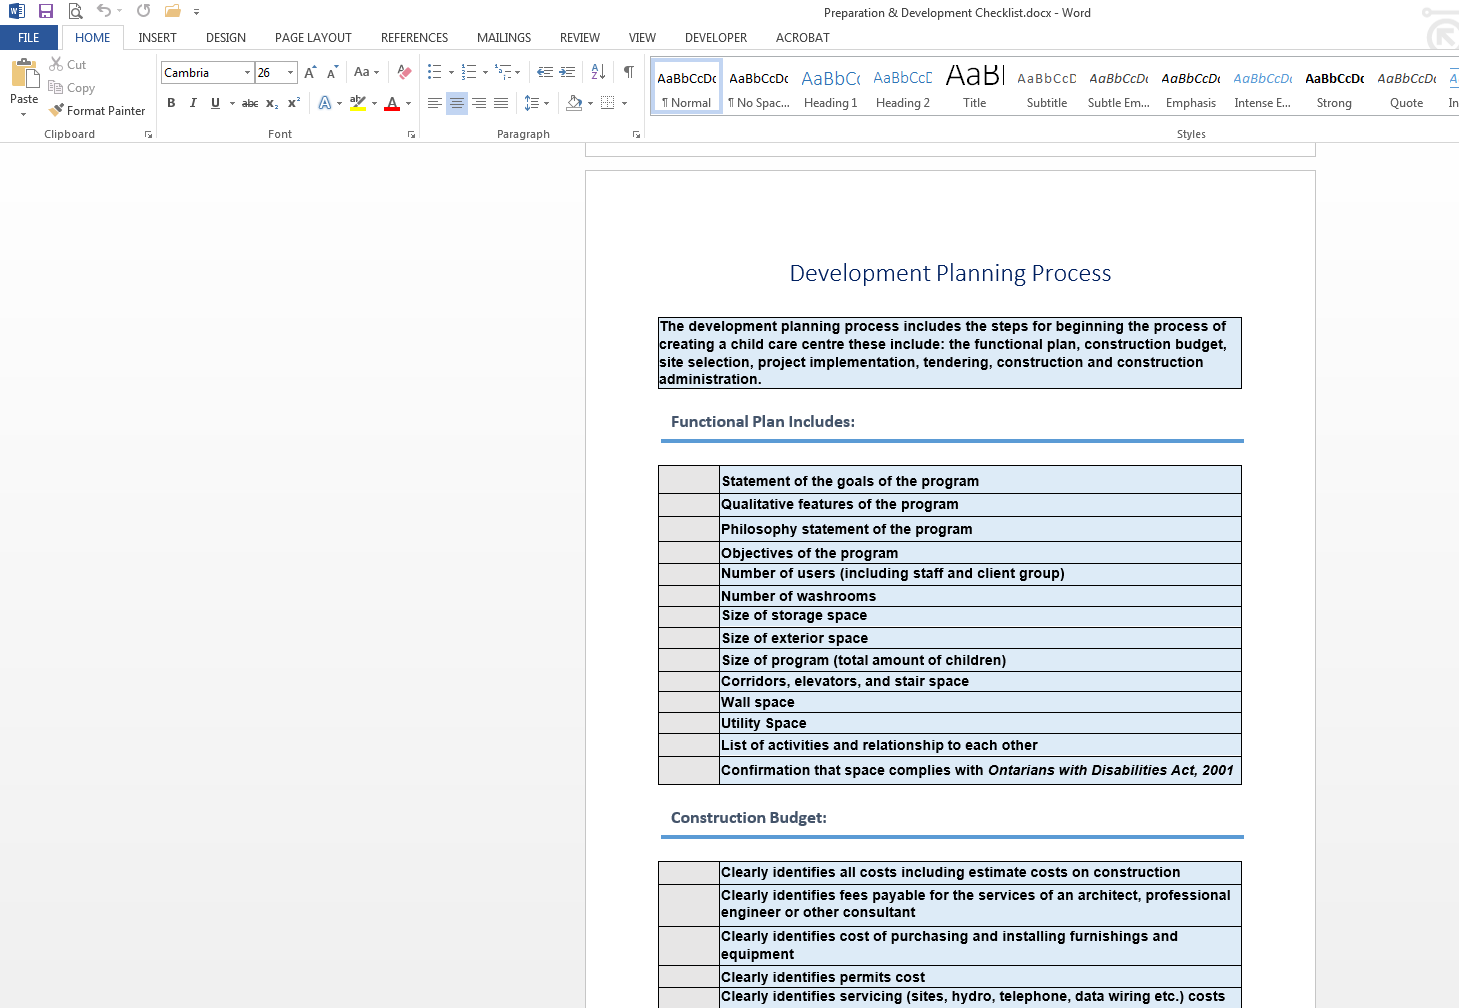 Preparation & Development Checklist.docx - Word
FILE HOME INSERT DESIGN PAGE LAYOUT REFERENCES MAILINGS REVIEW VIEW DEVELOPER ACROBAT
Paste
Cut
Copy
Format Painter
Clipboard
Cambria 26
B I U abc x₂ x²
Font
Paragraph
AaBbCcDc AaBbCcDc AaBbCc AaBbCcD AaBl AaBbCcD AaBbCcDc AaBbCcDc AaBbCcDc AaBbCcDc AaBbCcDc
¶ Normal ¶ No Spac... Heading 1 Heading 2 Title Subtitle Subtle Em... Emphasis Intense E... Strong Quote In
Styles
Development Planning Process
The development planning process includes the steps for beginning the process of
creating a child care centre these include: the functional plan, construction budget,
site selection, project implementation, tendering, construction and construction
administration.
Functional Plan Includes:
Statement of the goals of the program
Qualitative features of the program
Philosophy statement of the program
Objectives of the program
Number of users (including staff and client group)
Number of washrooms
Size of storage space
Size of exterior space
Size of program (total amount of children)
Corridors, elevators, and stair space
Wall space
Utility Space
List of activities and relationship to each other
Confirmation that space complies with Ontarians with Disabilities Act, 2001
Construction Budget:
Clearly identifies all costs including estimate costs on construction
Clearly identifies fees payable for the services of an architect, professional
engineer or other consultant
Clearly identifies cost of purchasing and installing furnishings and
equipment
Clearly identifies permits cost
Clearly identifies servicing (sites, hydro, telephone, data wiring etc.) costs